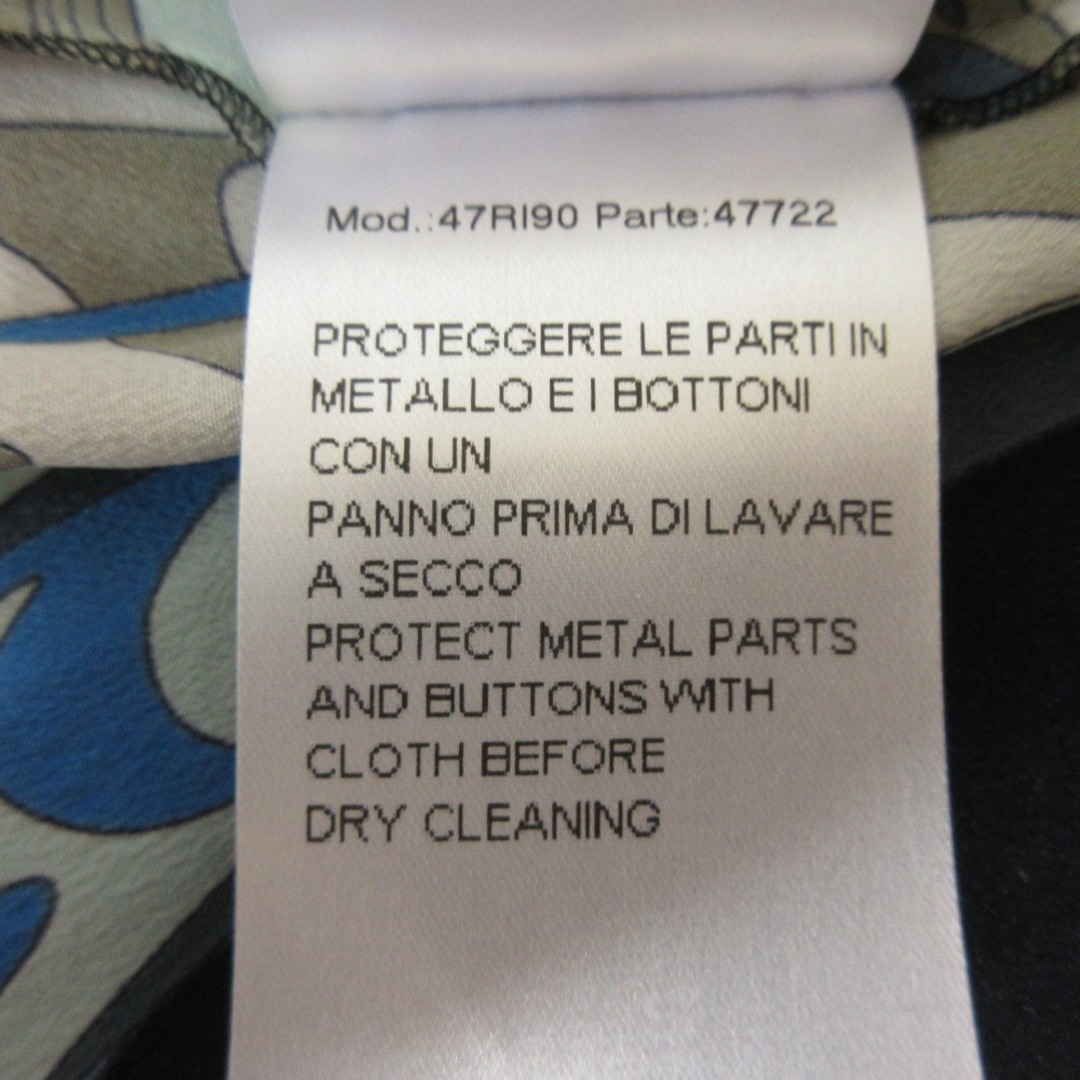 Mod.:47RI90 Parte:47722
PROTEGGERE LE PARTI IN
METALLO E I BOTTONI
CON UN
PANNO PRIMA DI LAVARE
A SECCO
PROTECT METAL PARTS
AND BUTTONS WITH
CLOTH BEFORE
DRY CLEANING